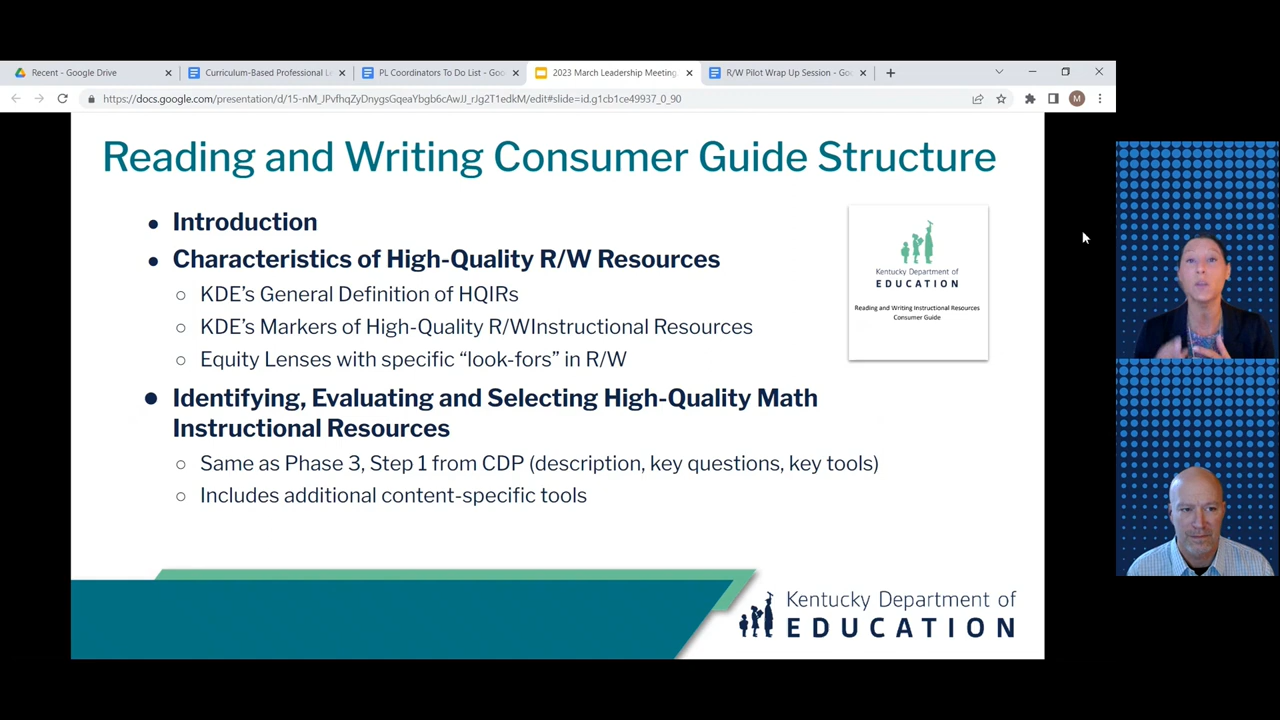 Recent - Google Drive
Curriculum-Based Professional Le
PL Coordinators To Do List - Goo
2023 March Leadership Meeting
R/W Pilot Wrap Up Session - Go
https://docs.google.com/presentation/d/15-nM_JPvfhqZyDnygsGqeaYbgb6cAwJJ_rJg2T1edkM/edit#slide=id.g1cb1ce49937_0_90
M
Reading and Writing Consumer Guide Structure
• Introduction
• Characteristics of High-Quality R/W Resources
○ KDE's General Definition of HQIRs
○ KDE's Markers of High-Quality R/WInstructional Resources
○ Equity Lenses with specific “look-fors” in R/W
• Identifying, Evaluating and Selecting High-Quality Math
Instructional Resources
○ Same as Phase 3, Step 1 from CDP (description, key questions, key tools)
○ Includes additional content-specific tools
Kentucky Department of
EDUCATION
Reading and Writing Instructional Resources
Consumer Guide
Kentucky Department of
EDUCATION